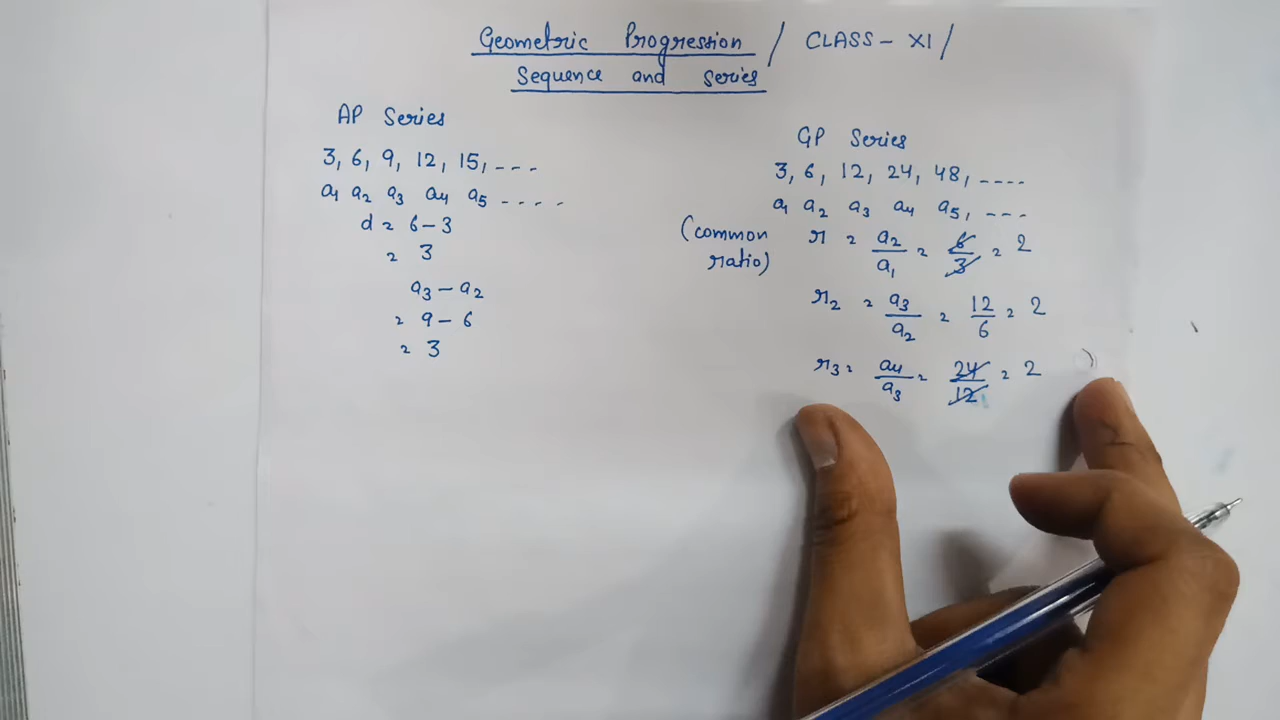 Geometric Progression / CLASS - XI /
Sequence and Series
AP Series
3, 6, 9, 12, 15, ---
a1 a2 a3 a4 a5 ----
d = 6 - 3
= 3
a3 - a2
= 9 - 6
= 3
GP Series
3, 6, 12, 24, 48, ----
a1 a2 a3 a4 a5, ---
(common ratio) r = a2/a1 = 6/3 = 2
r2 = a3/a2 = 12/6 = 2
r3 = a4/a3 = 24/12 = 2